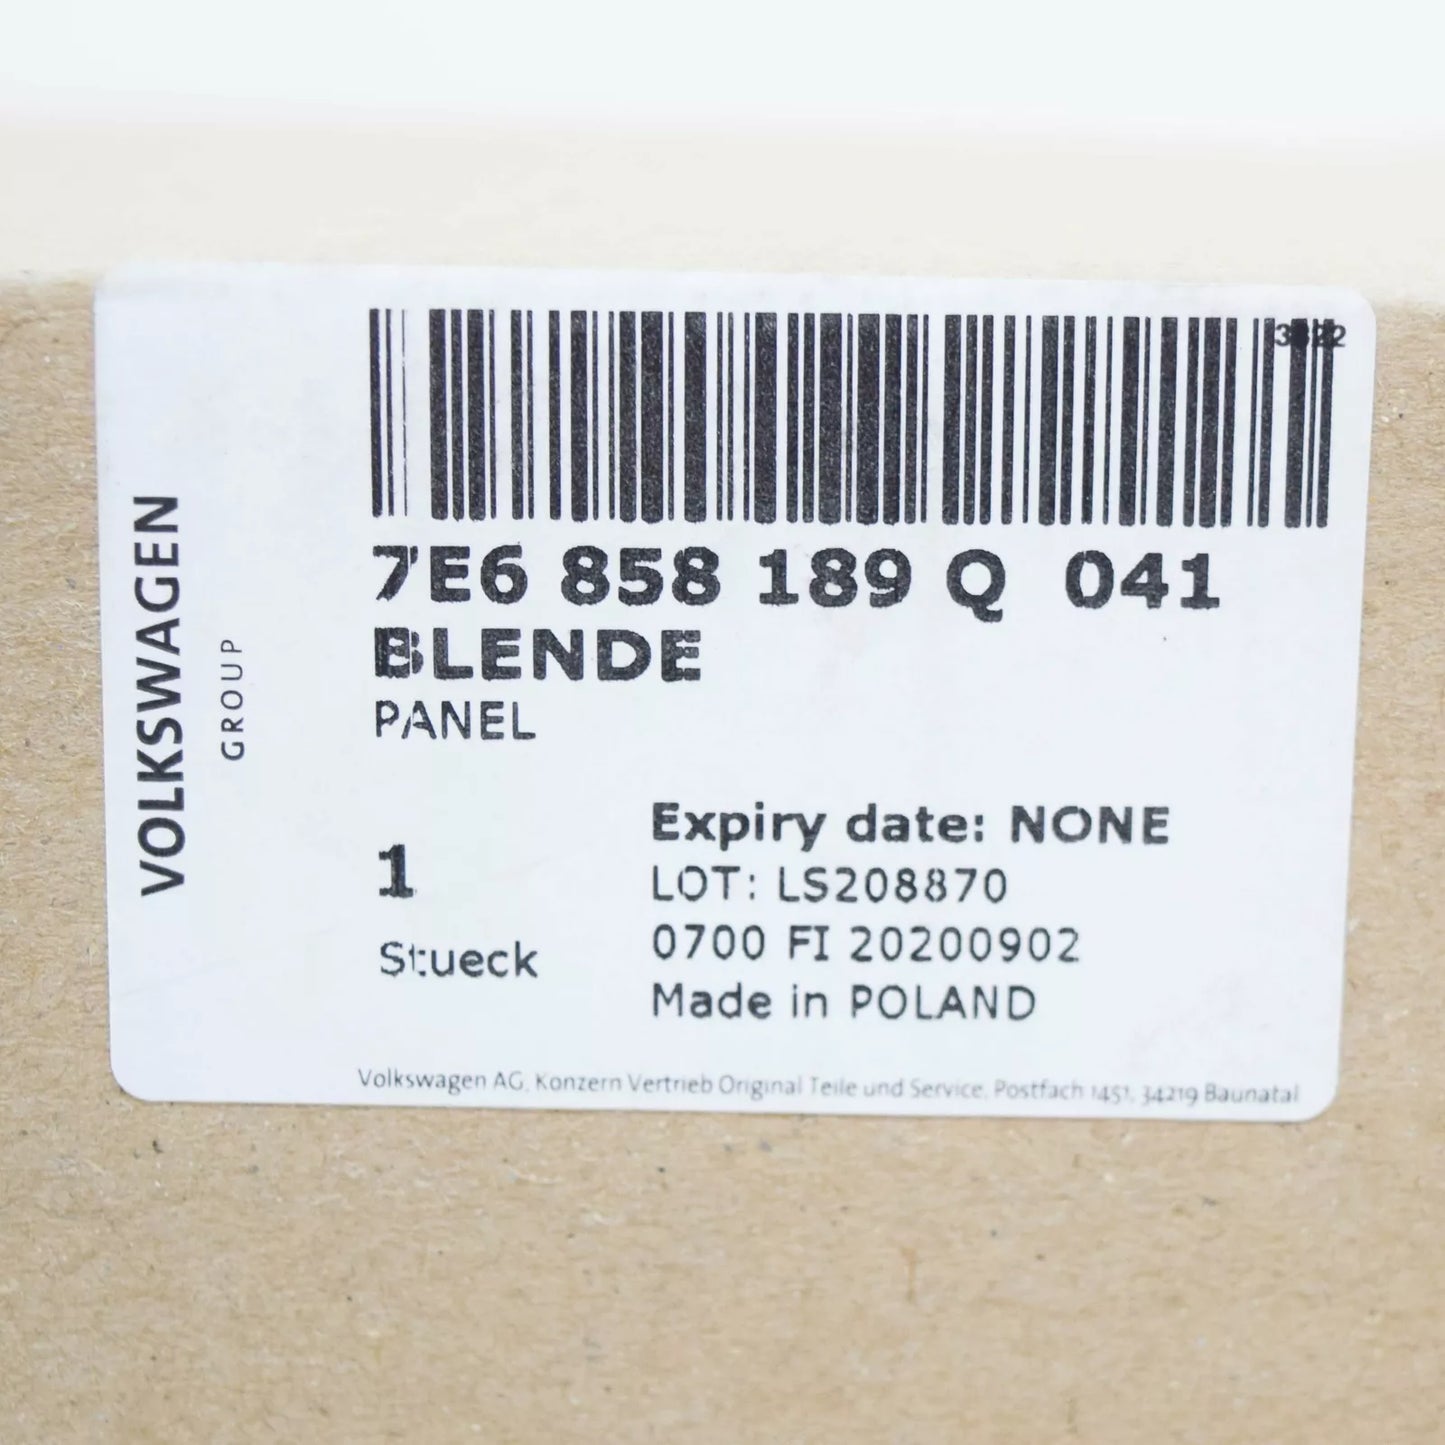 VOLKSWAGEN
GROUP
7E6 858 189 Q 041
BLENDE
PANEL
1
Stueck
Expiry date: NONE
LOT: LS208870
0700 FI 20200902
Made in POLAND
Volkswagen AG, Konzern Vertrieb Original Teile und Service, Postfach 1451, 34219 Baunatal